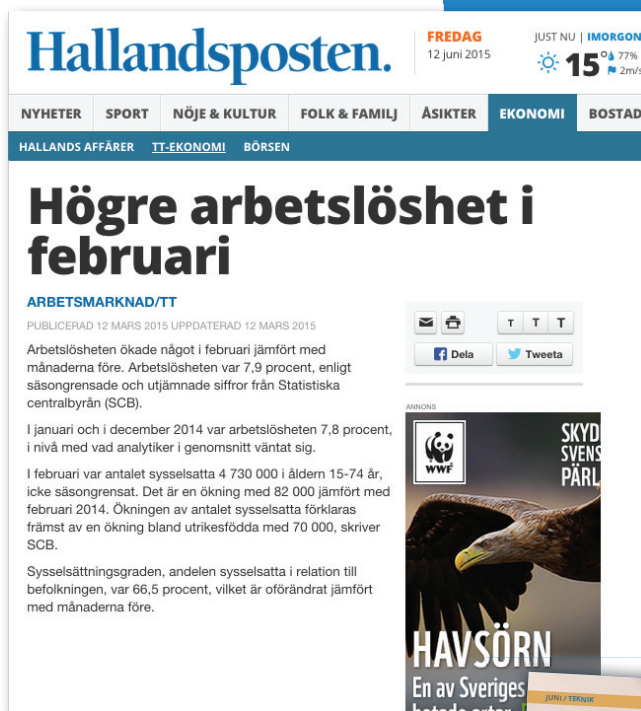 Hallandsposten.
FREDAG
12 juni 2015
JUST NU | IMORGON
15° 77%
2m/s
NYHETER SPORT NÖJE & KULTUR FOLK & FAMILJ ÅSIKTER EKONOMI BOSTAD
HALLANDS AFFÄRER TT-EKONOMI BÖRSEN
Högre arbetslöshet i
februari
ARBETSMARKNAD/TT
PUBLICERAD 12 MARS 2015 UPPDATERAD 12 MARS 2015
Arbetslösheten ökade något i februari jämfört med
månaderna före. Arbetslösheten var 7,9 procent, enligt
säsongrensade och utjämnade siffror från Statistiska
centralbyrån (SCB).
I januari och i december 2014 var arbetslösheten 7,8 procent,
i nivå med vad analytiker i genomsnitt väntat sig.
I februari var antalet sysselsatta 4 730 000 i åldern 15-74 år,
icke säsongrensat. Det är en ökning med 82 000 jämfört med
februari 2014. Ökningen av antalet sysselsatta förklaras
främst av en ökning bland utrikesfödda med 70 000, skriver
SCB.
Sysselsättningsgraden, andelen sysselsatta i relation till
befolkningen, var 66,5 procent, vilket är oförändrat jämfört
med månaderna före.
T T T
Dela Tweeta
ANNONS
WWF
SKYD
SVENS
PÄRL
HAVSÖRN
En av Sveriges
hotade arter
JUNI / TEKNIK